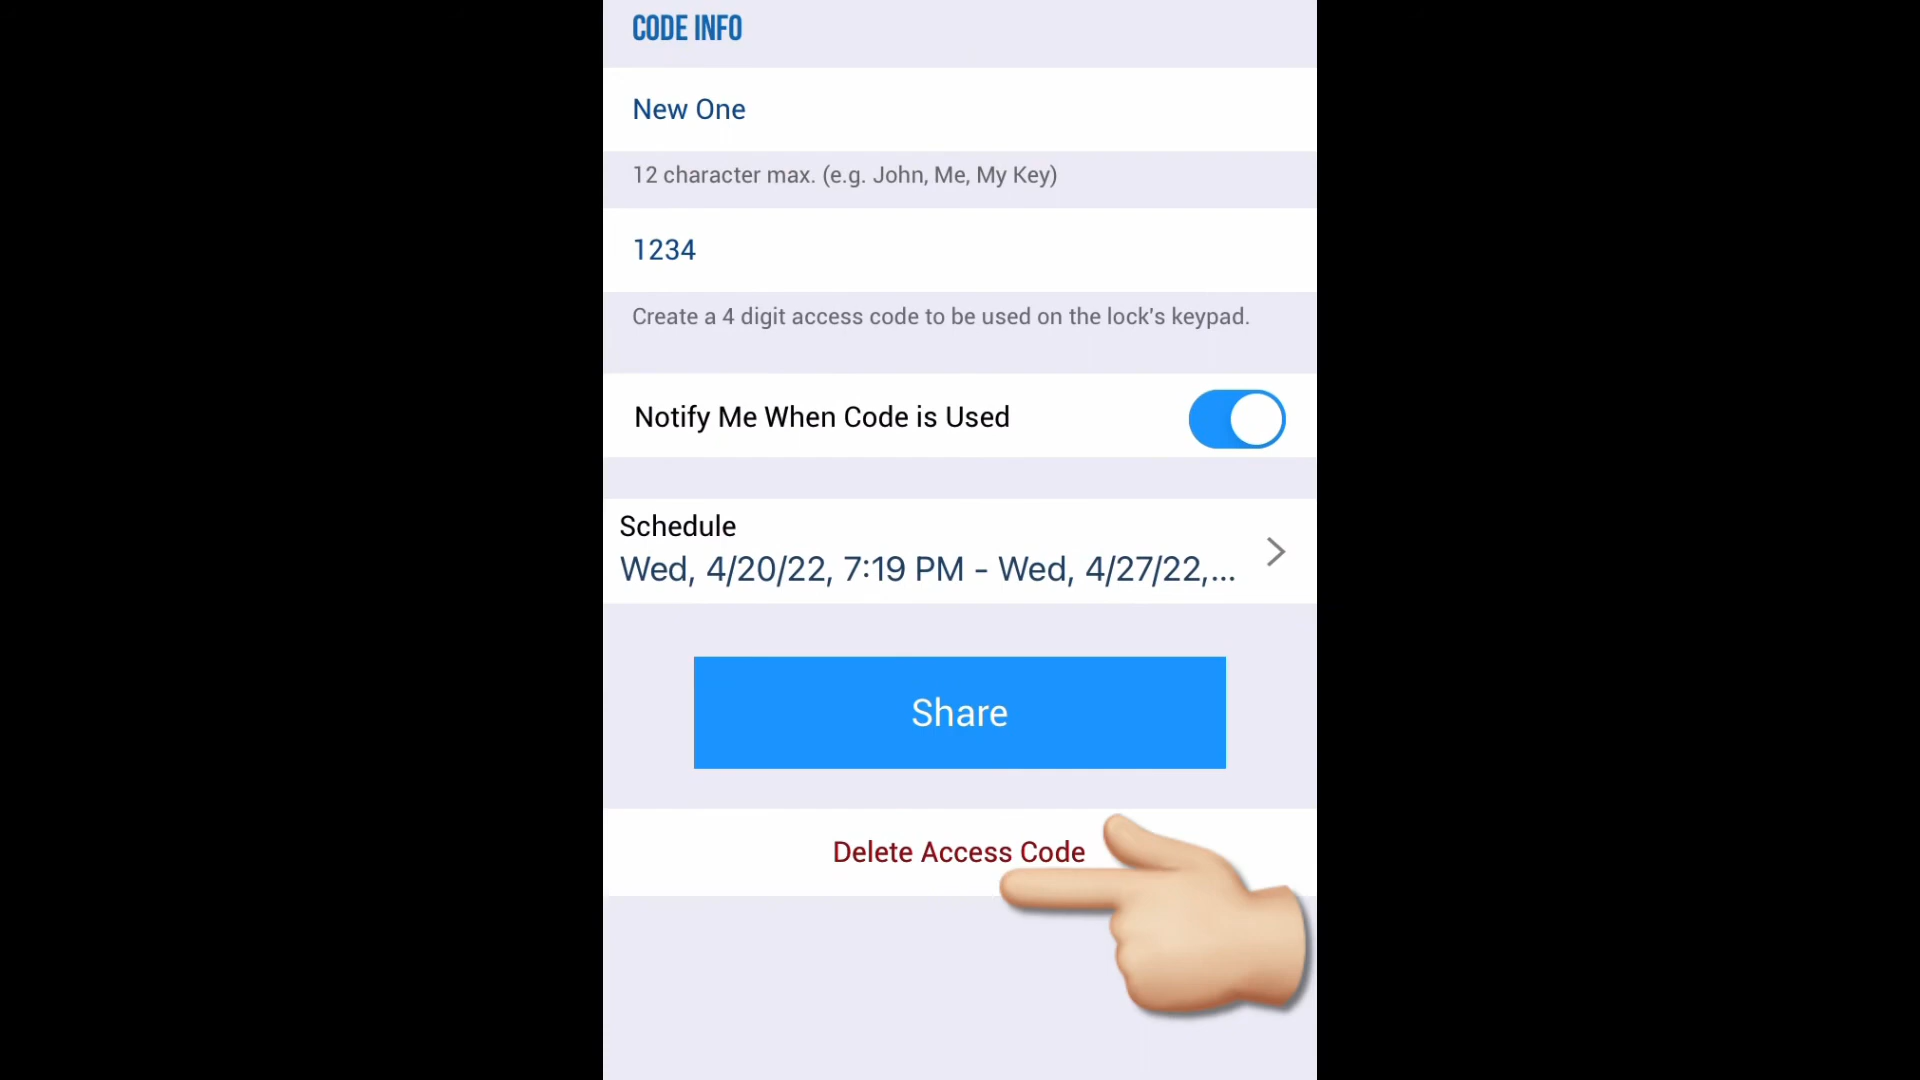 CODE INFO
New One
12 character max. (e.g. John, Me, My Key)
1234
Create a 4 digit access code to be used on the lock's keypad.
Notify Me When Code is Used
Schedule
Wed, 4/20/22, 7:19 PM - Wed, 4/27/22,...
Share
Delete Access Code